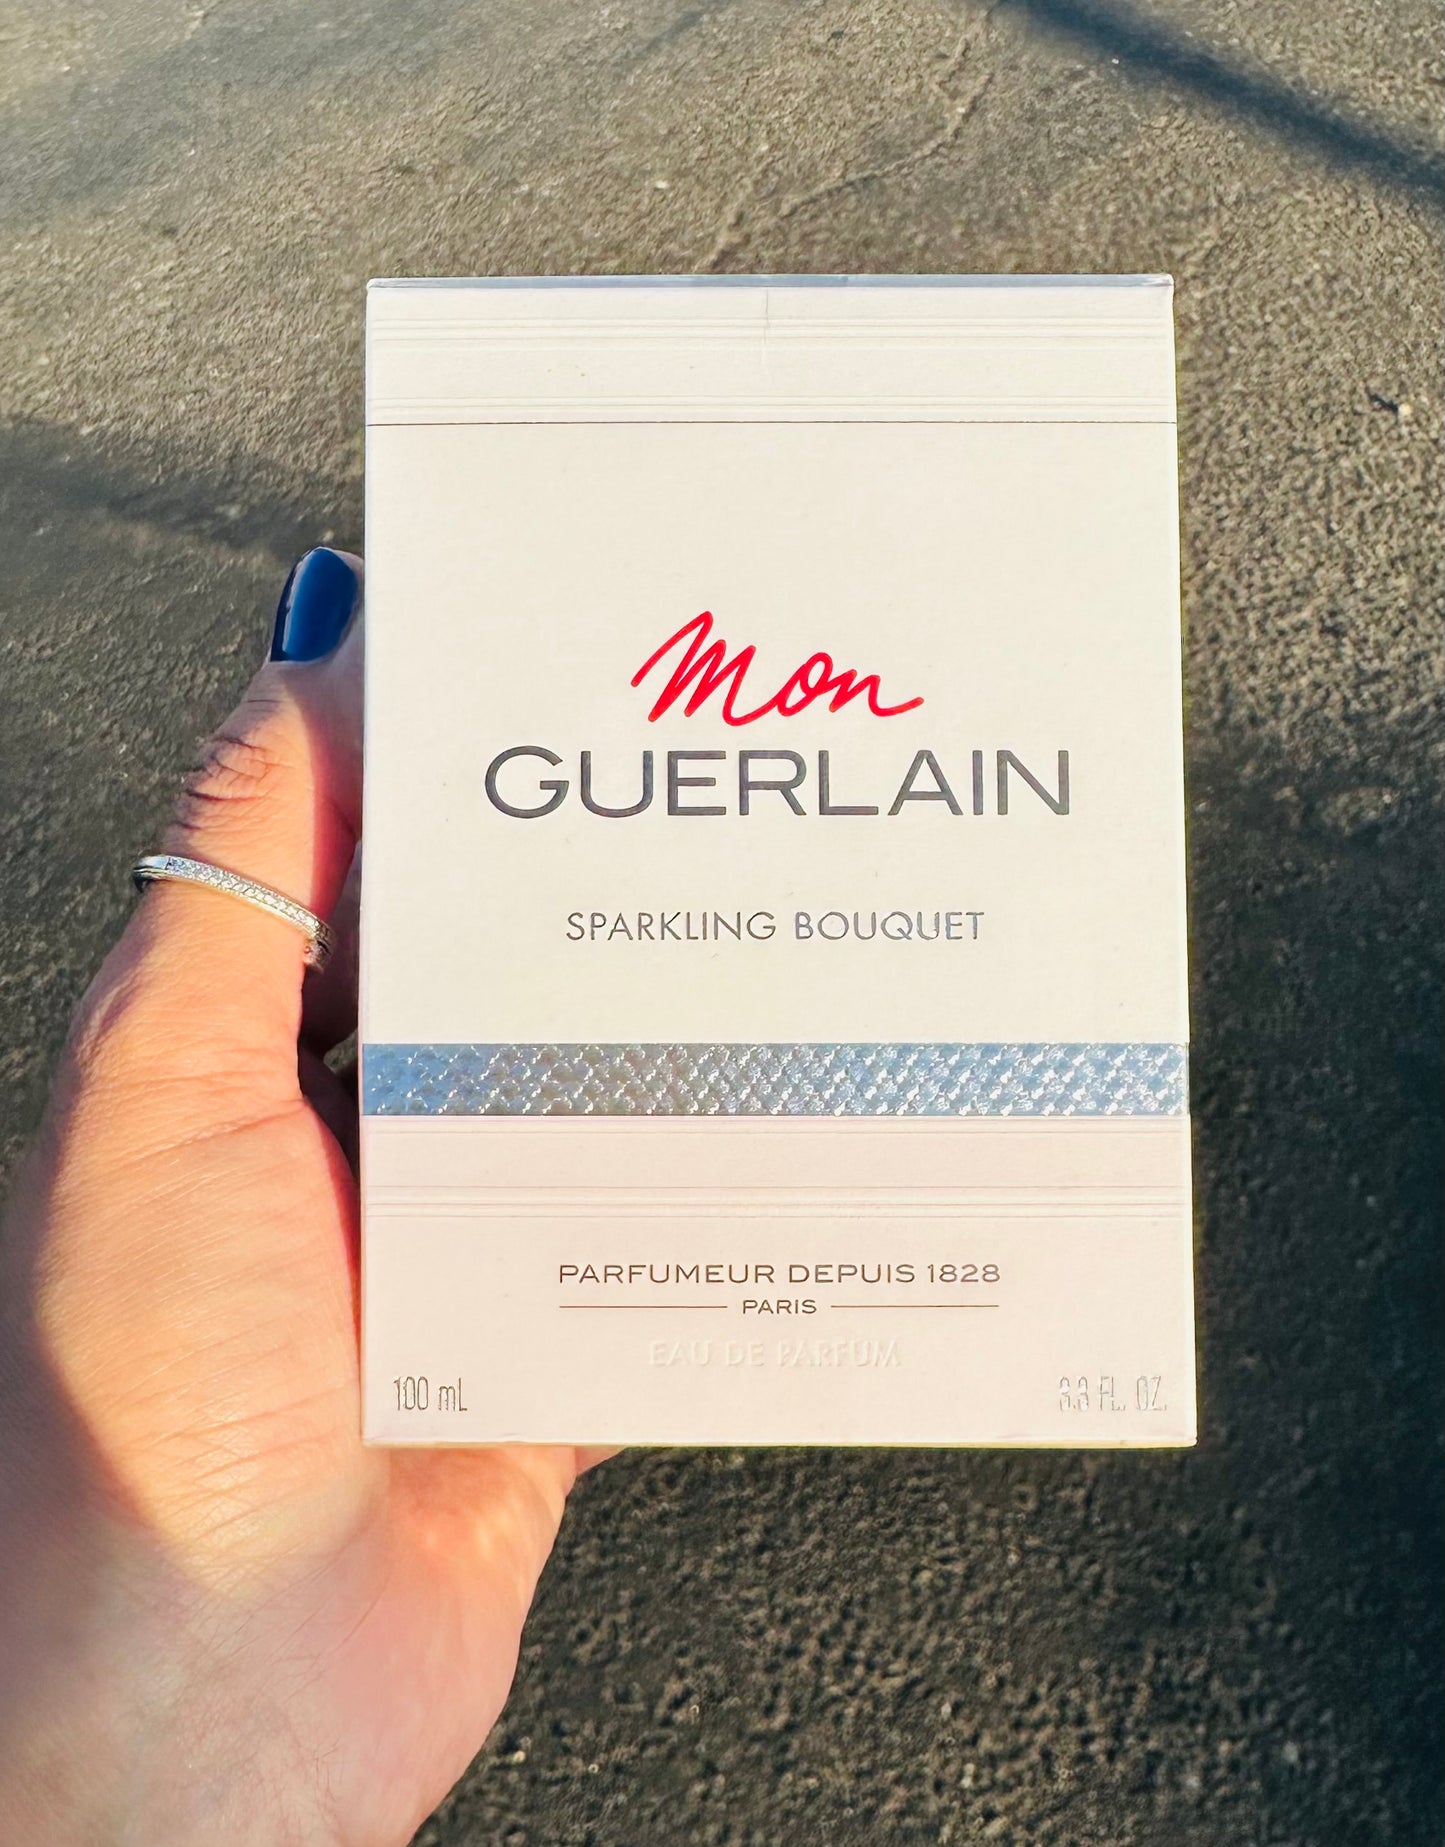 Mon
GUERLAIN
SPARKLING BOUQUET
PARFUMEUR DEPUIS 1828
PARIS
EAU DE PARFUM
100 mL
3.3 FL. OZ.